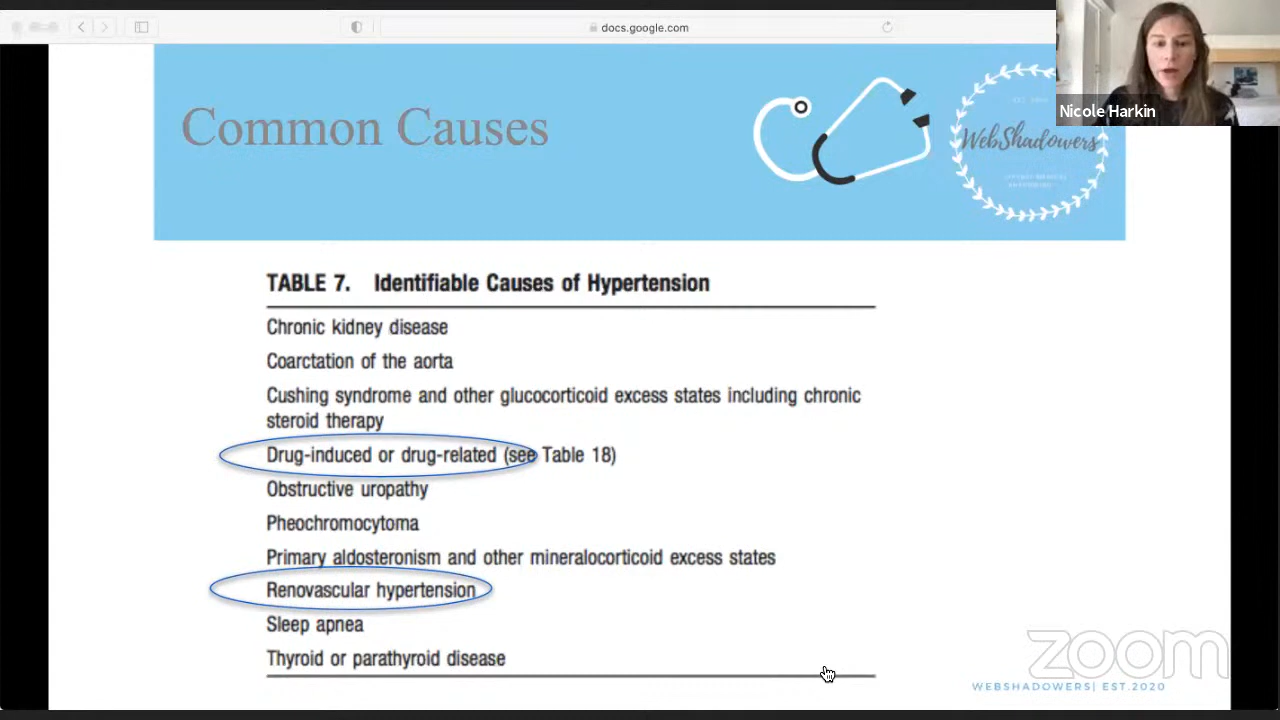 docs.google.com
Nicole Harkin
Common Causes
WebShadowers
TABLE 7. Identifiable Causes of Hypertension
Chronic kidney disease
Coarctation of the aorta
Cushing syndrome and other glucocorticoid excess states including chronic
steroid therapy
Drug-induced or drug-related (see Table 18)
Obstructive uropathy
Pheochromocytoma
Primary aldosteronism and other mineralocorticoid excess states
Renovascular hypertension
Sleep apnea
Thyroid or parathyroid disease
zoom
WEBSHADOWERS| EST.2020